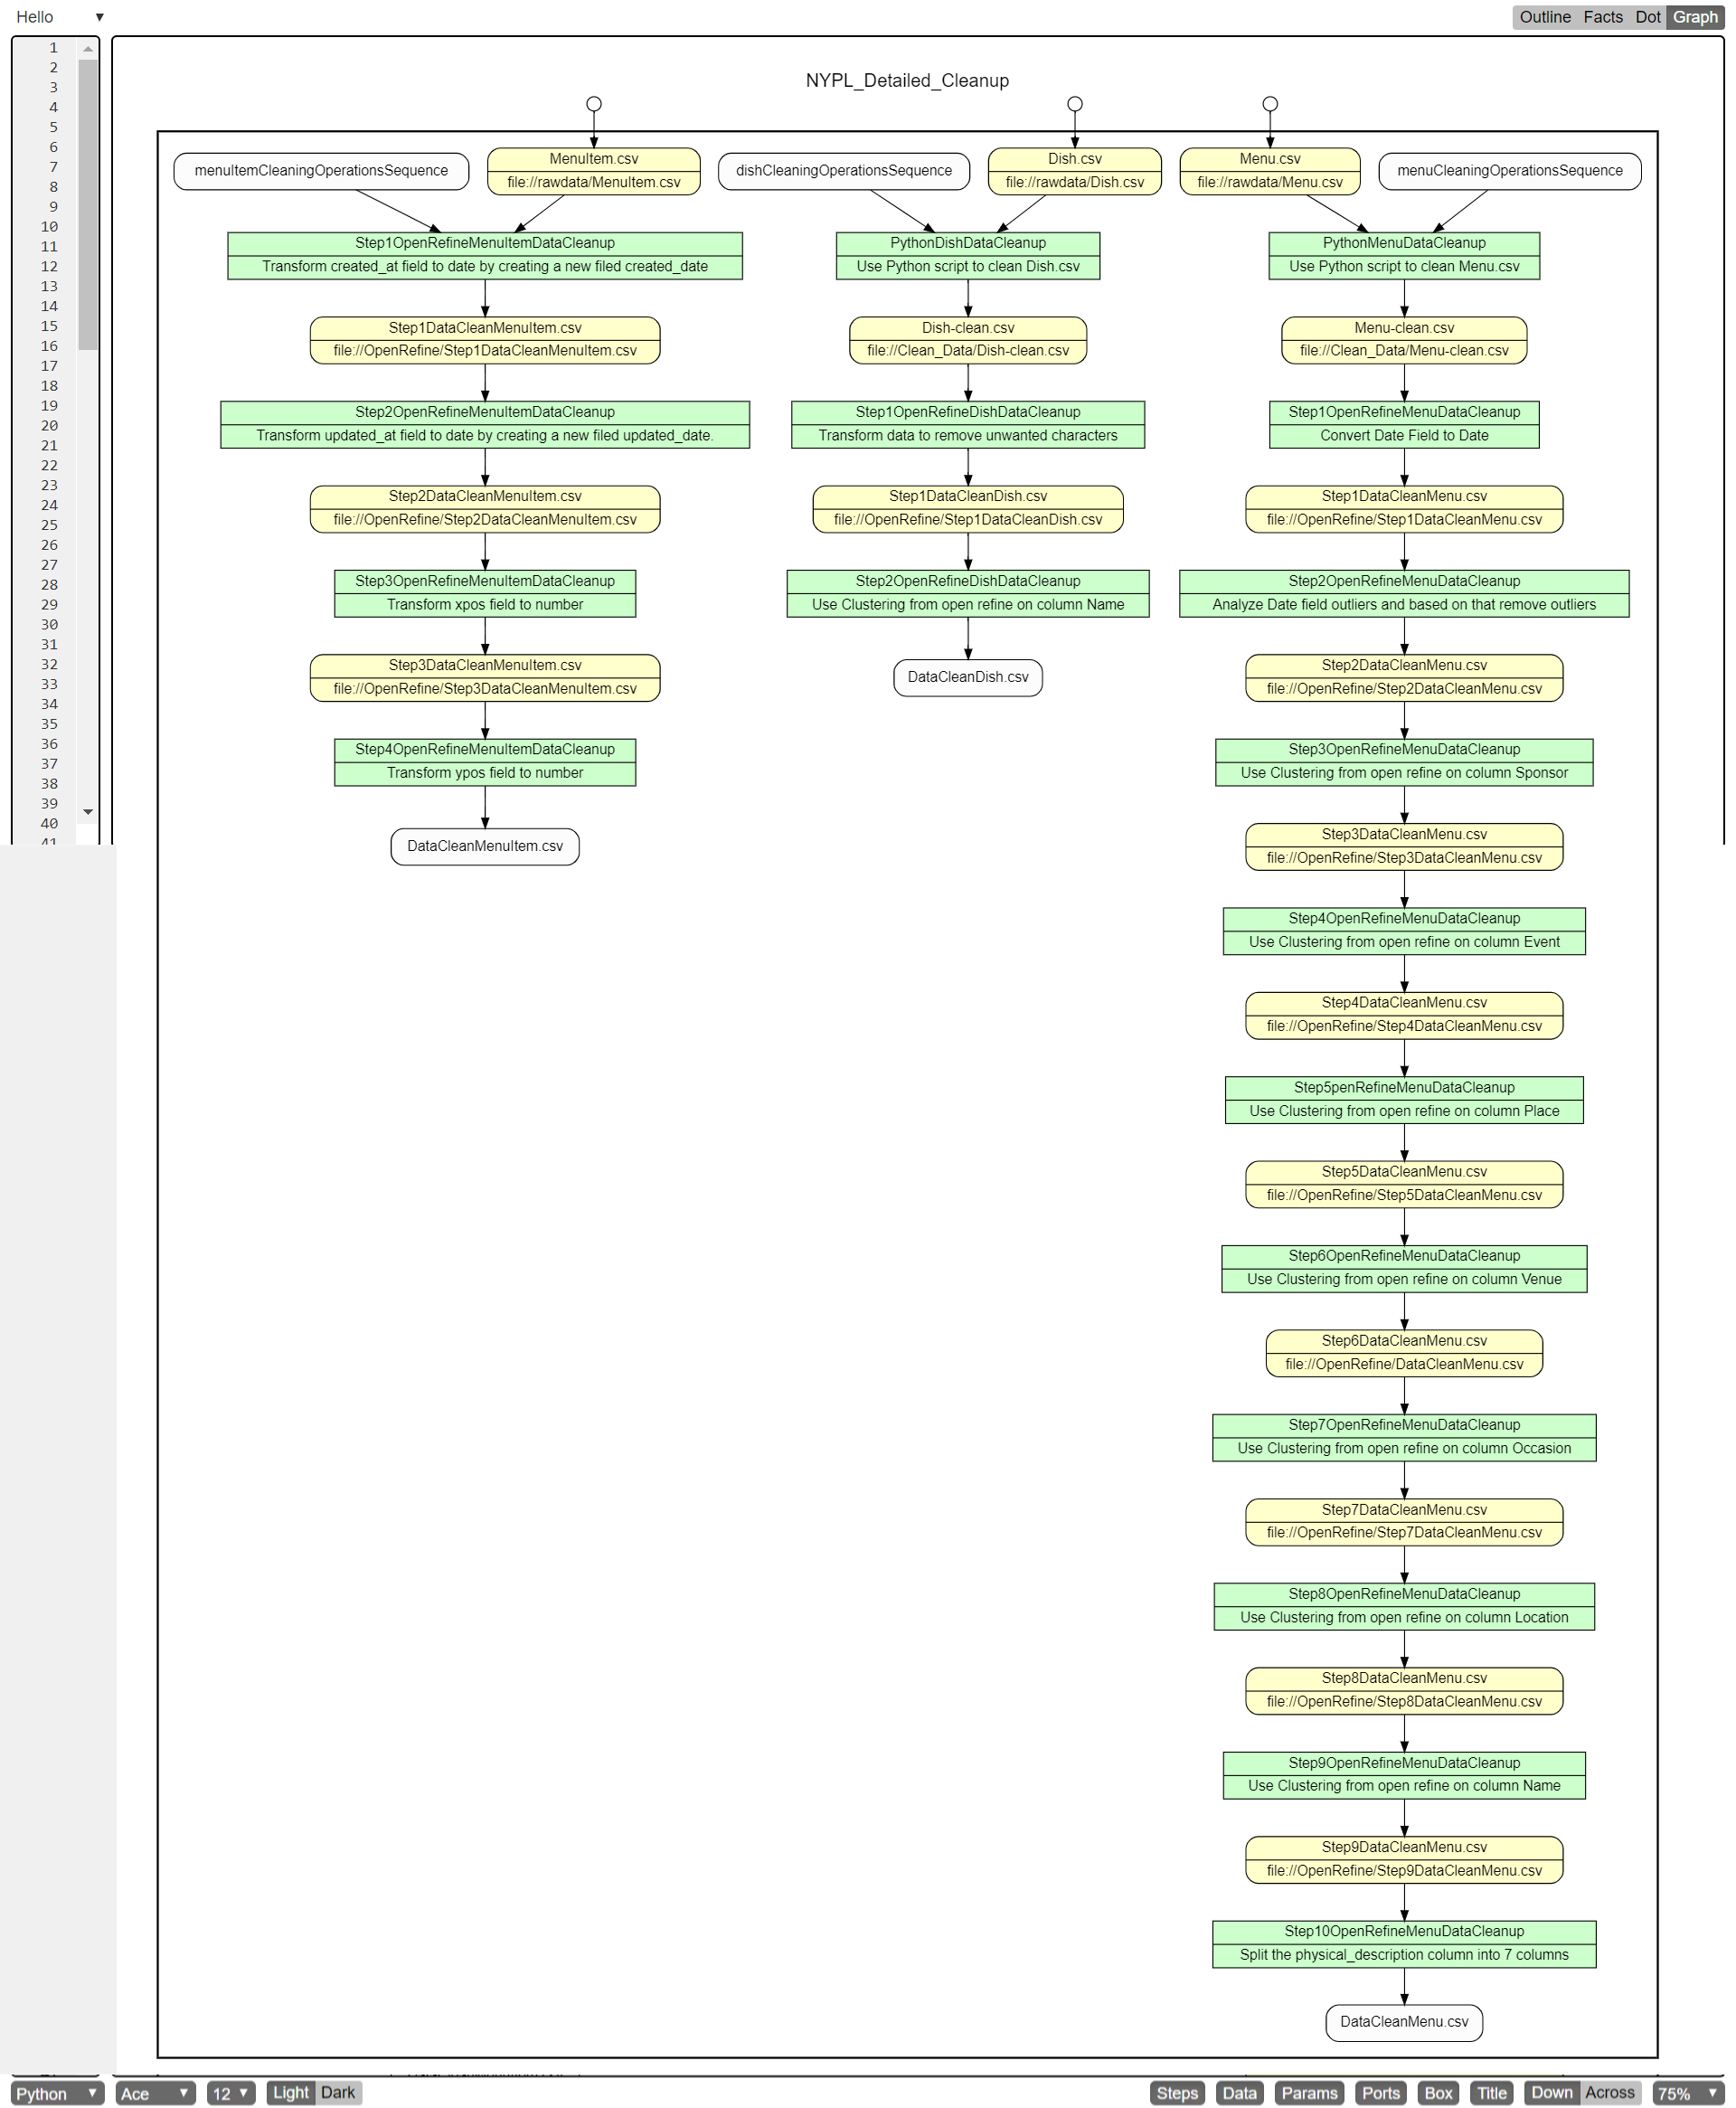 Hello ▼
Outline Facts Dot Graph
1
2
3
4
5
6
7
8
9
10
11
12
13
14
15
16
17
18
19
20
21
22
23
24
25
26
27
28
29
30
31
32
33
34
35
36
37
38
39
40
41
NYPL_Detailed_Cleanup
menuItemCleaningOperationsSequence
MenuItem.csv
file://rawdata/MenuItem.csv
Step1OpenRefineMenuItemDataCleanup
Transform created_at field to date by creating a new filed created_date
Step1DataCleanMenuItem.csv
file://OpenRefine/Step1DataCleanMenuItem.csv
Step2OpenRefineMenuItemDataCleanup
Transform updated_at field to date by creating a new filed updated_date.
Step2DataCleanMenuItem.csv
file://OpenRefine/Step2DataCleanMenuItem.csv
Step3OpenRefineMenuItemDataCleanup
Transform xpos field to number
Step3DataCleanMenuItem.csv
file://OpenRefine/Step3DataCleanMenuItem.csv
Step4OpenRefineMenuItemDataCleanup
Transform ypos field to number
DataCleanMenuItem.csv
dishCleaningOperationsSequence
Dish.csv
file://rawdata/Dish.csv
PythonDishDataCleanup
Use Python script to clean Dish.csv
Dish-clean.csv
file://Clean_Data/Dish-clean.csv
Step1OpenRefineDishDataCleanup
Transform data to remove unwanted characters
Step1DataCleanDish.csv
file://OpenRefine/Step1DataCleanDish.csv
Step2OpenRefineDishDataCleanup
Use Clustering from open refine on column Name
DataCleanDish.csv
Menu.csv
file://rawdata/Menu.csv
menuCleaningOperationsSequence
PythonMenuDataCleanup
Use Python script to clean Menu.csv
Menu-clean.csv
file://Clean_Data/Menu-clean.csv
Step1OpenRefineMenuDataCleanup
Convert Date Field to Date
Step1DataCleanMenu.csv
file://OpenRefine/Step1DataCleanMenu.csv
Step2OpenRefineMenuDataCleanup
Analyze Date field outliers and based on that remove outliers
Step2DataCleanMenu.csv
file://OpenRefine/Step2DataCleanMenu.csv
Step3OpenRefineMenuDataCleanup
Use Clustering from open refine on column Sponsor
Step3DataCleanMenu.csv
file://OpenRefine/Step3DataCleanMenu.csv
Step4OpenRefineMenuDataCleanup
Use Clustering from open refine on column Event
Step4DataCleanMenu.csv
file://OpenRefine/Step4DataCleanMenu.csv
Step5penRefineMenuDataCleanup
Use Clustering from open refine on column Place
Step5DataCleanMenu.csv
file://OpenRefine/Step5DataCleanMenu.csv
Step6OpenRefineMenuDataCleanup
Use Clustering from open refine on column Venue
Step6DataCleanMenu.csv
file://OpenRefine/DataCleanMenu.csv
Step7OpenRefineMenuDataCleanup
Use Clustering from open refine on column Occasion
Step7DataCleanMenu.csv
file://OpenRefine/Step7DataCleanMenu.csv
Step8OpenRefineMenuDataCleanup
Use Clustering from open refine on column Location
Step8DataCleanMenu.csv
file://OpenRefine/Step8DataCleanMenu.csv
Step9OpenRefineMenuDataCleanup
Use Clustering from open refine on column Name
Step9DataCleanMenu.csv
file://OpenRefine/Step9DataCleanMenu.csv
Step10OpenRefineMenuDataCleanup
Split the physical_description column into 7 columns
DataCleanMenu.csv
Python ▼ Ace ▼ 12 ▼ Light Dark
Steps Data Params Ports Box Title Down Across 75% ▼